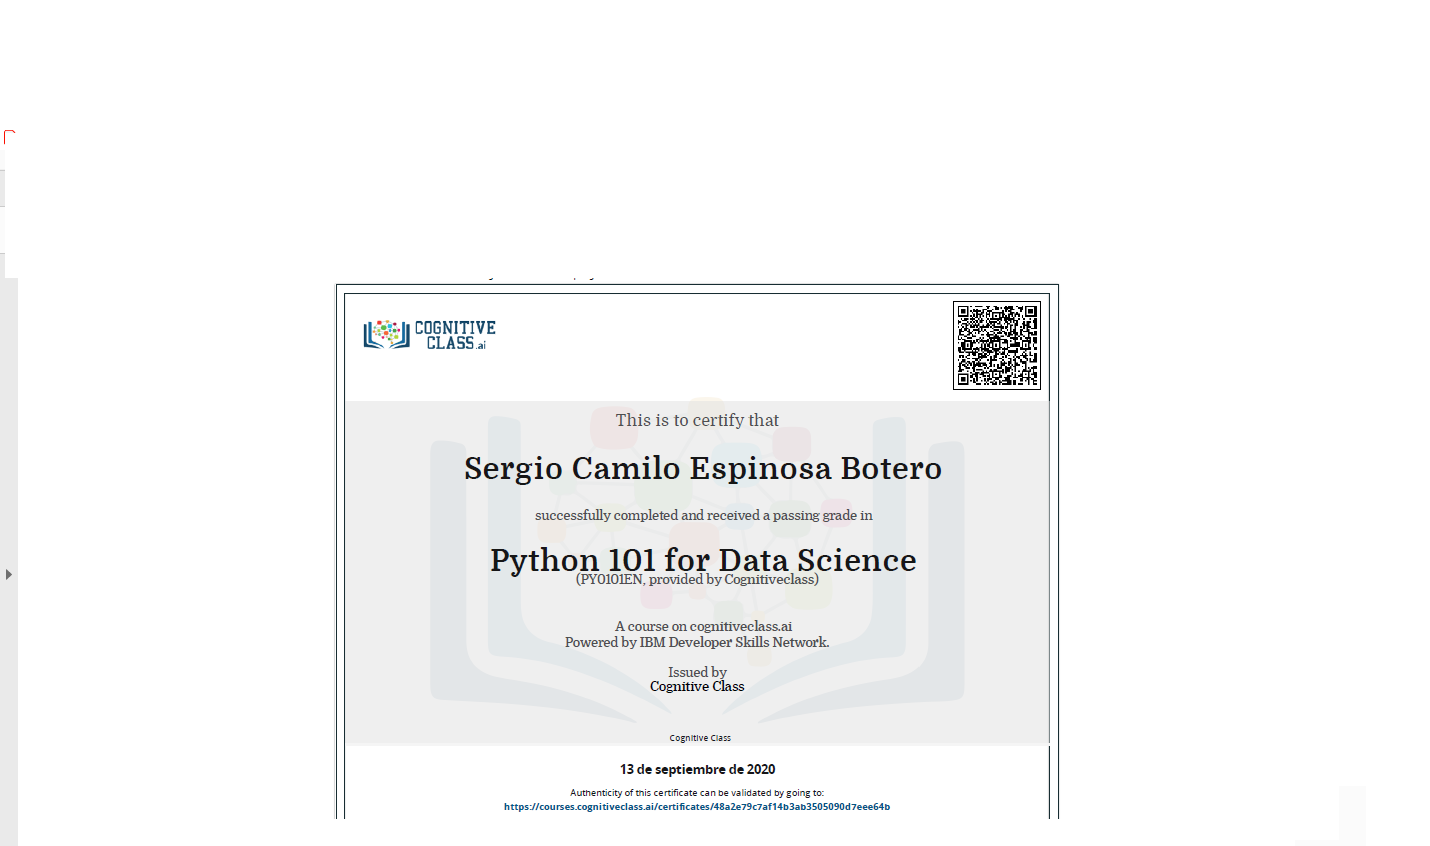 COGNITIVE
CLASS.ai
This is to certify that
Sergio Camilo Espinosa Botero
successfully completed and received a passing grade in
Python 101 for Data Science
(PY0101EN, provided by Cognitiveclass)
A course on cognitiveclass.ai
Powered by IBM Developer Skills Network.
Issued by
Cognitive Class
Cognitive Class
13 de septiembre de 2020
Authenticity of this certificate can be validated by going to:
https://courses.cognitiveclass.ai/certificates/48a2e79c7af14b3ab3505090d7eee64b